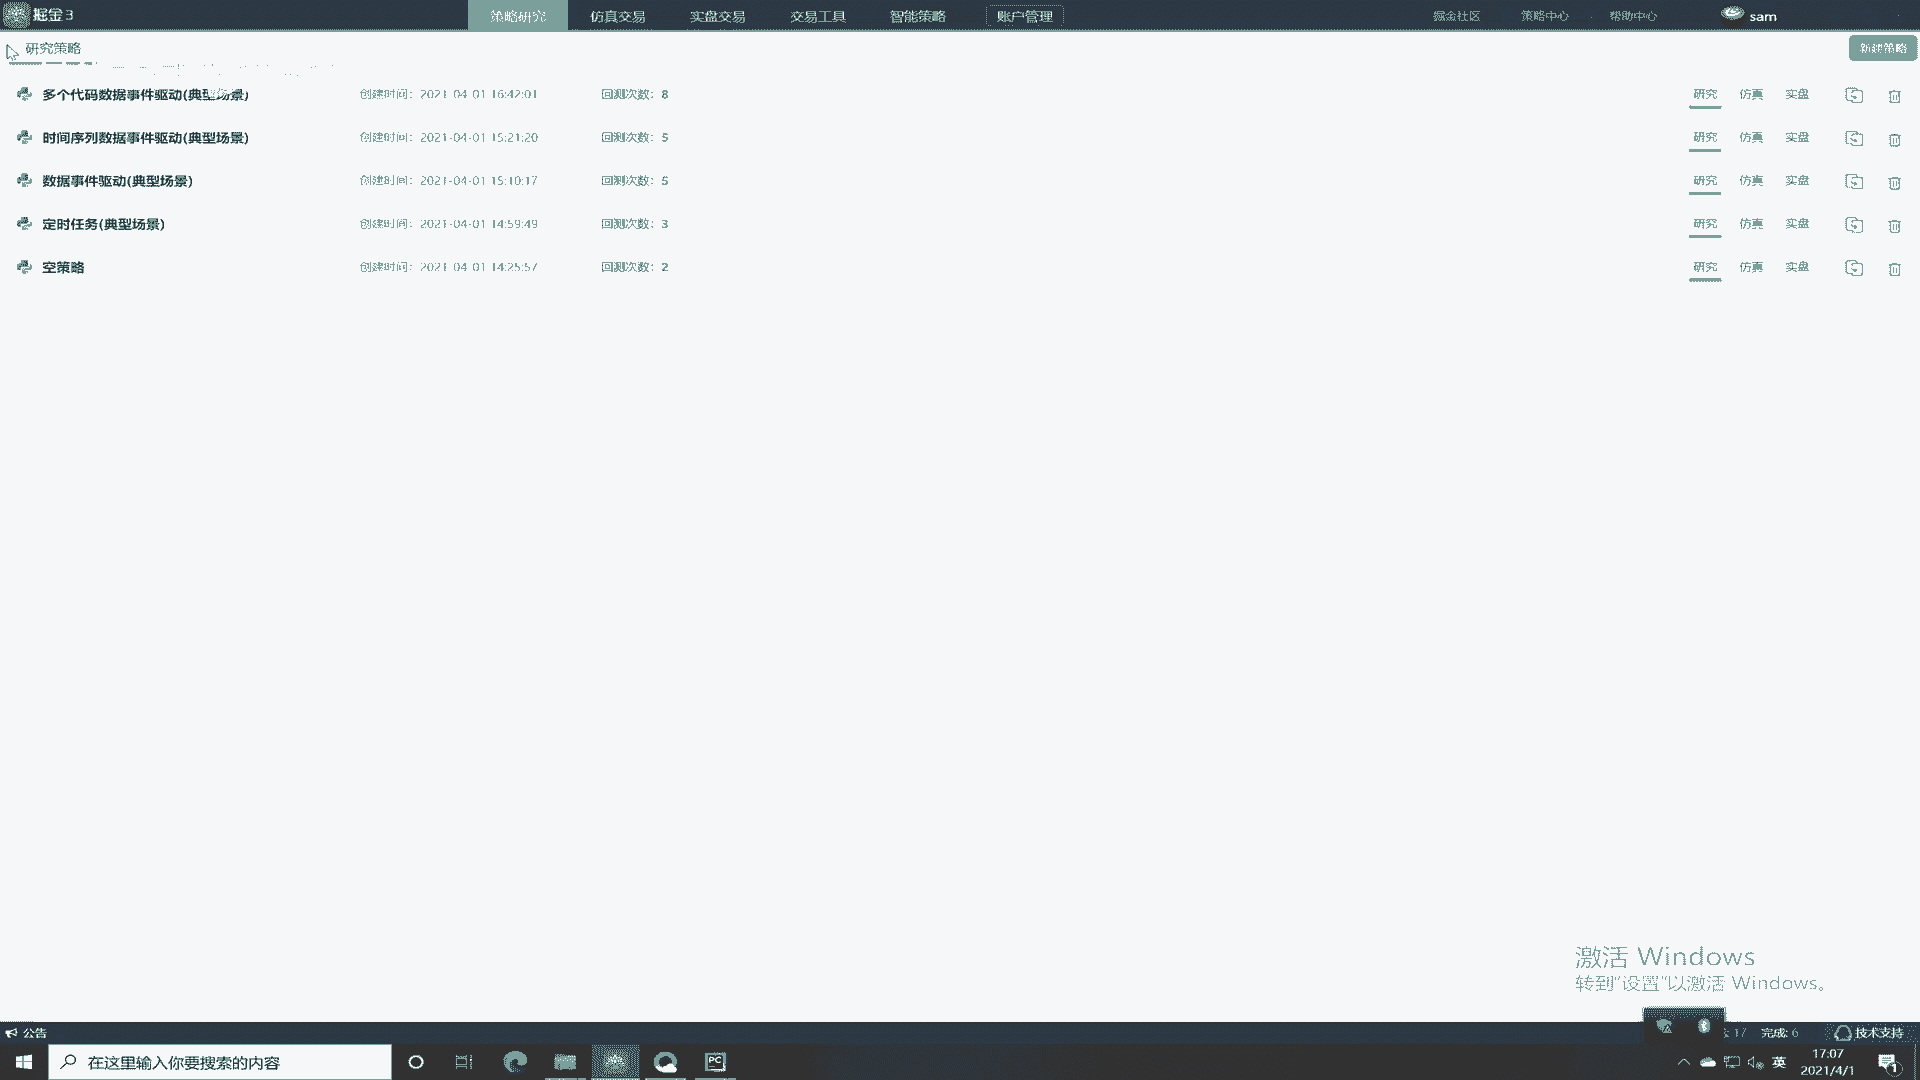 掘金3 策略研究 仿真交易 实盘交易 交易工具 智能策略 账户管理 掘金社区 策略中心 帮助中心 sam
研究策略 新建策略
多个代码数据事件驱动(典型场景) 创建时间：2021-04-01 16:42:01 回测次数：8 研究 仿真 实盘
时间序列数据事件驱动(典型场景) 创建时间：2021-04-01 15:21:20 回测次数：5 研究 仿真 实盘
数据事件驱动(典型场景) 创建时间：2021-04-01 15:10:17 回测次数：5 研究 仿真 实盘
定时任务(典型场景) 创建时间：2021-04-01 14:59:49 回测次数：3 研究 仿真 实盘
空策略 创建时间：2021-04-01 14:25:57 回测次数：2 研究 仿真 实盘
激活 Windows
转到"设置"以激活 Windows。
公告 17 完成: 6 技术支持
在这里输入你要搜索的内容 PC 英 17:07
2021/4/1 1